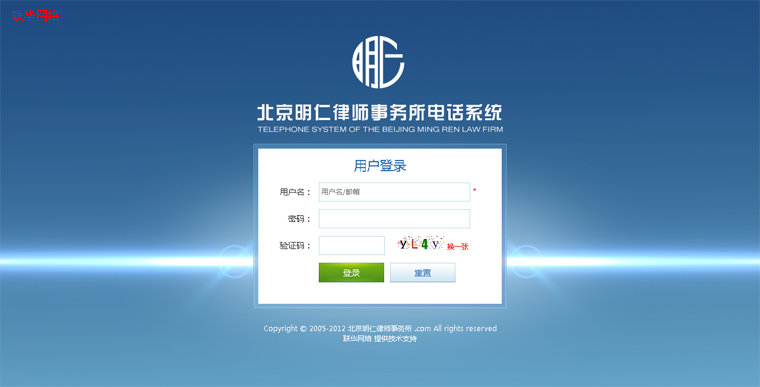 明仁
北京明仁律师事务所电话系统
TELEPHONE SYSTEM OF THE BEIJING MING REN LAW FIRM
用户登录
用户名： 用户名/邮箱 *
密码：
验证码： yL4y 换一张
登录 重置
Copyright © 2005-2012 北京明仁律师事务所 .com All rights reserved
联华网络 提供技术支持